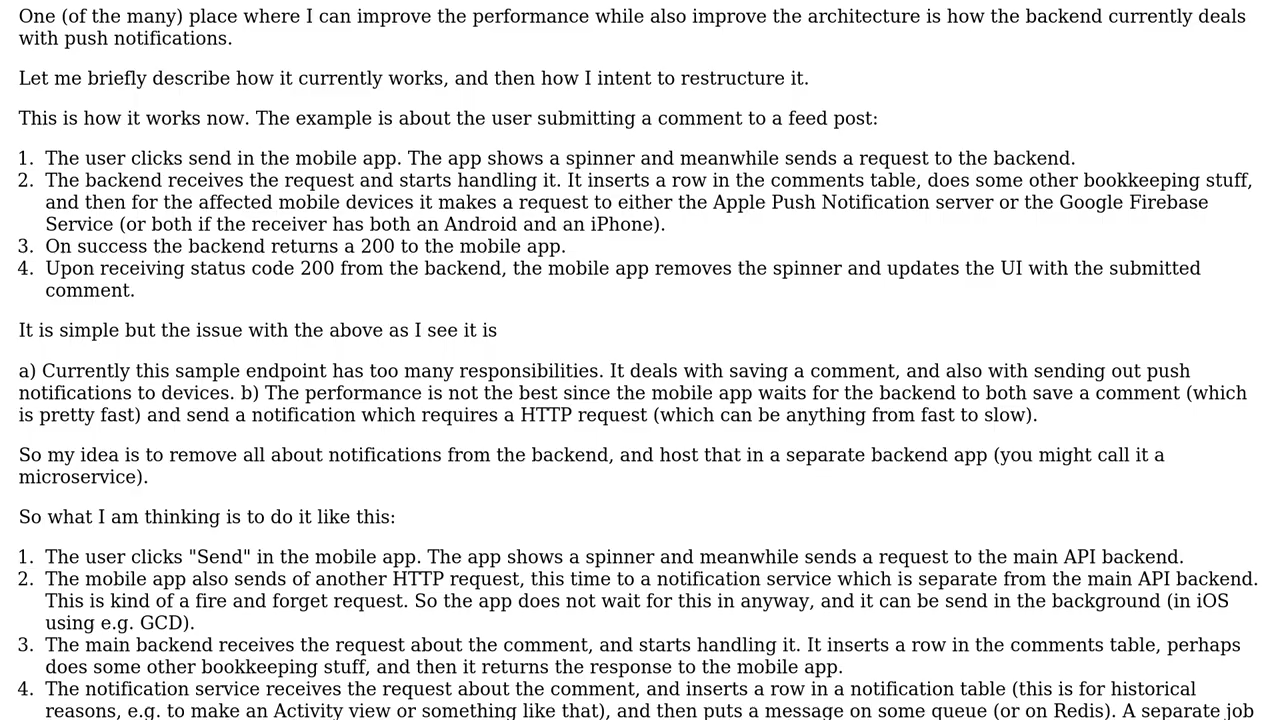 One (of the many) place where I can improve the performance while also improve the architecture is how the backend currently deals
with push notifications.
Let me briefly describe how it currently works, and then how I intent to restructure it.
This is how it works now. The example is about the user submitting a comment to a feed post:
1. The user clicks send in the mobile app. The app shows a spinner and meanwhile sends a request to the backend.
2. The backend receives the request and starts handling it. It inserts a row in the comments table, does some other bookkeeping stuff,
and then for the affected mobile devices it makes a request to either the Apple Push Notification server or the Google Firebase
Service (or both if the receiver has both an Android and an iPhone).
3. On success the backend returns a 200 to the mobile app.
4. Upon receiving status code 200 from the backend, the mobile app removes the spinner and updates the UI with the submitted
comment.
It is simple but the issue with the above as I see it is
a) Currently this sample endpoint has too many responsibilities. It deals with saving a comment, and also with sending out push
notifications to devices. b) The performance is not the best since the mobile app waits for the backend to both save a comment (which
is pretty fast) and send a notification which requires a HTTP request (which can be anything from fast to slow).
So my idea is to remove all about notifications from the backend, and host that in a separate backend app (you might call it a
microservice).
So what I am thinking is to do it like this:
1. The user clicks "Send" in the mobile app. The app shows a spinner and meanwhile sends a request to the main API backend.
2. The mobile app also sends of another HTTP request, this time to a notification service which is separate from the main API backend.
This is kind of a fire and forget request. So the app does not wait for this in anyway, and it can be send in the background (in iOS
using e.g. GCD).
3. The main backend receives the request about the comment, and starts handling it. It inserts a row in the comments table, perhaps
does some other bookkeeping stuff, and then it returns the response to the mobile app.
4. The notification service receives the request about the comment, and inserts a row in a notification table (this is for historical
reasons, e.g. to make an Activity view or something like that), and then puts a message on some queue (or on Redis). A separate job